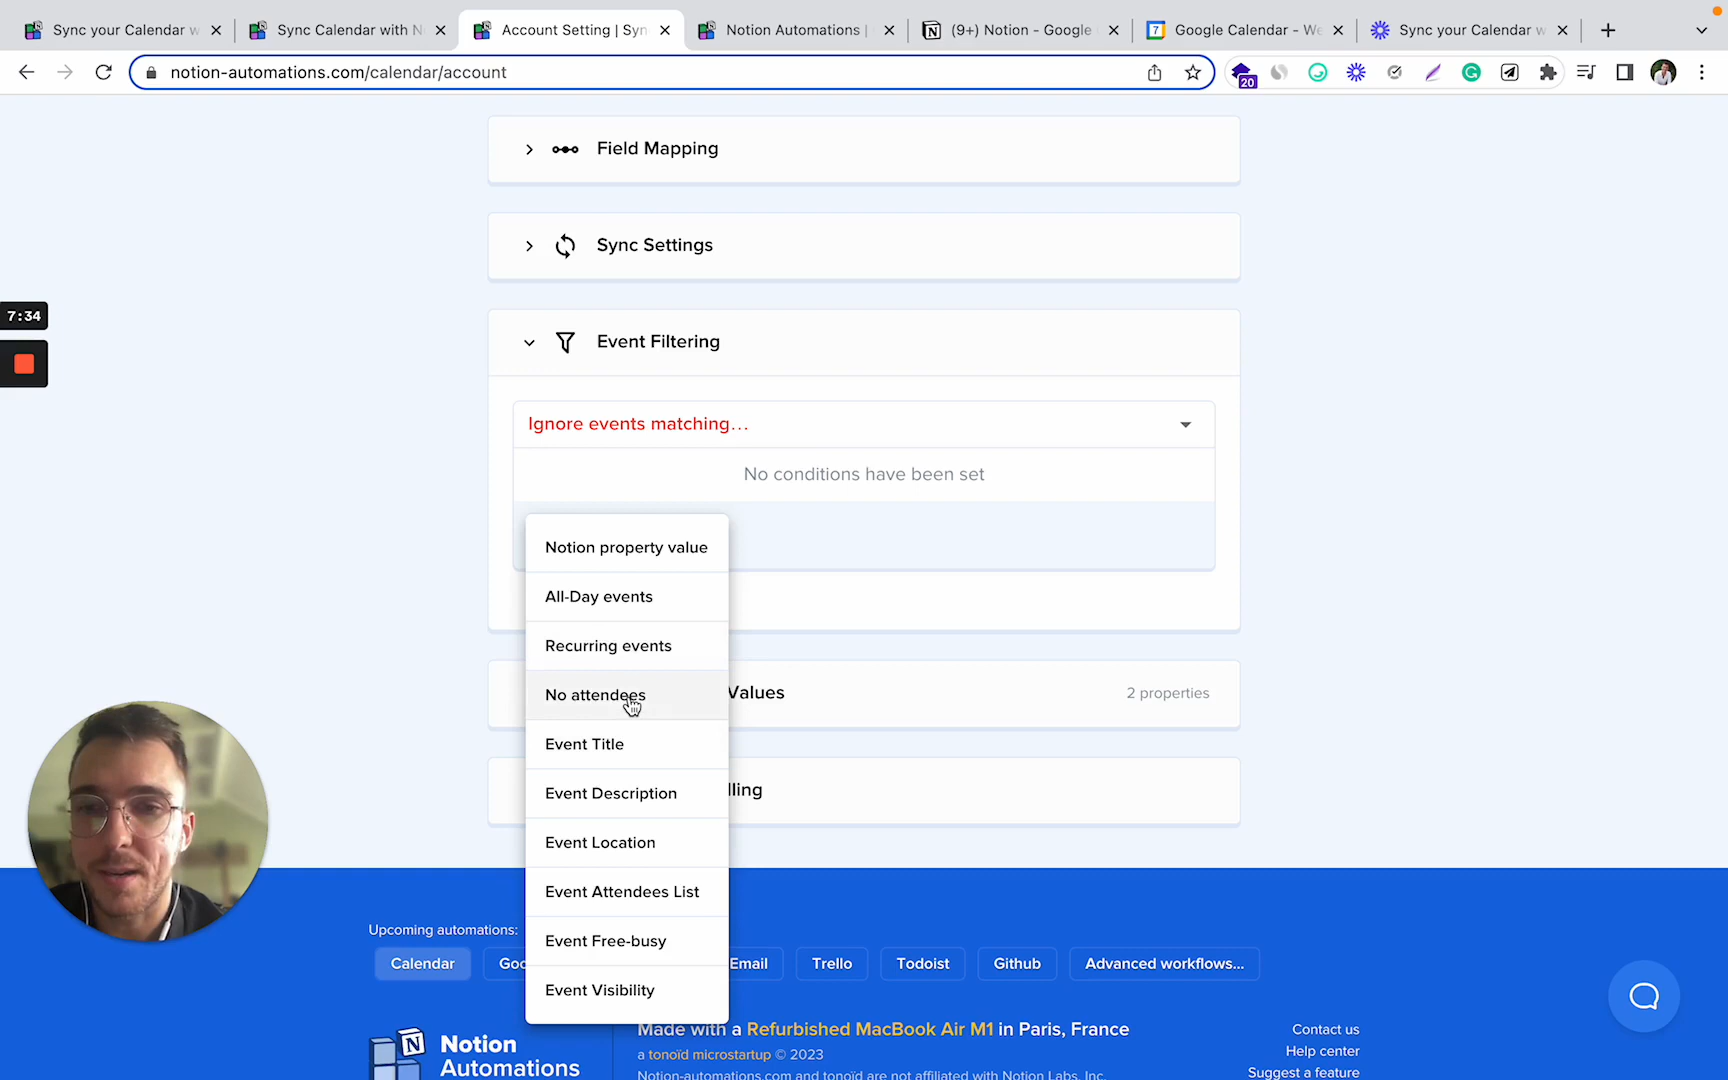 Sync your Calendar w
Sync Calendar with N
Account Setting | Syn
Notion Automations |
(9+) Notion - Google
Google Calendar - We
Sync your Calendar w
notion-automations.com/calendar/account
20
Field Mapping
Sync Settings
7:34
Event Filtering
Ignore events matching...
No conditions have been set
Notion property value
All-Day events
Recurring events
No attendees
Values
2 properties
Event Title
Event Description
lling
Event Location
Event Attendees List
Event Free-busy
Event Visibility
Upcoming automations:
Calendar
Goo
Email
Trello
Todoist
Github
Advanced workflows...
Notion
Automations
Made with a Refurbished MacBook Air M1 in Paris, France
a tonoïd microstartup © 2023
Notion-automations.com and tonoïd are not affiliated with Notion Labs, Inc.
Contact us
Help center
Suggest a feature